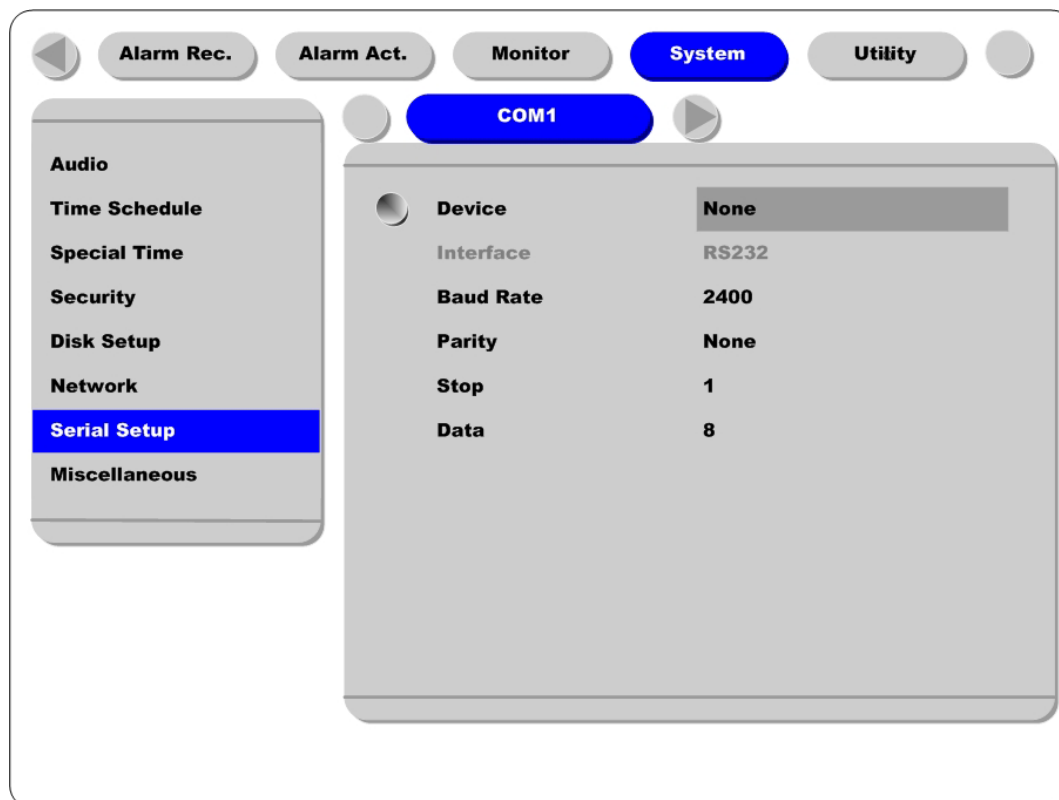 Alarm Rec. Alarm Act. Monitor System Utility
COM1
Audio
Time Schedule
Special Time
Security
Disk Setup
Network
Serial Setup
Miscellaneous
Device None
Interface RS232
Baud Rate 2400
Parity None
Stop 1
Data 8